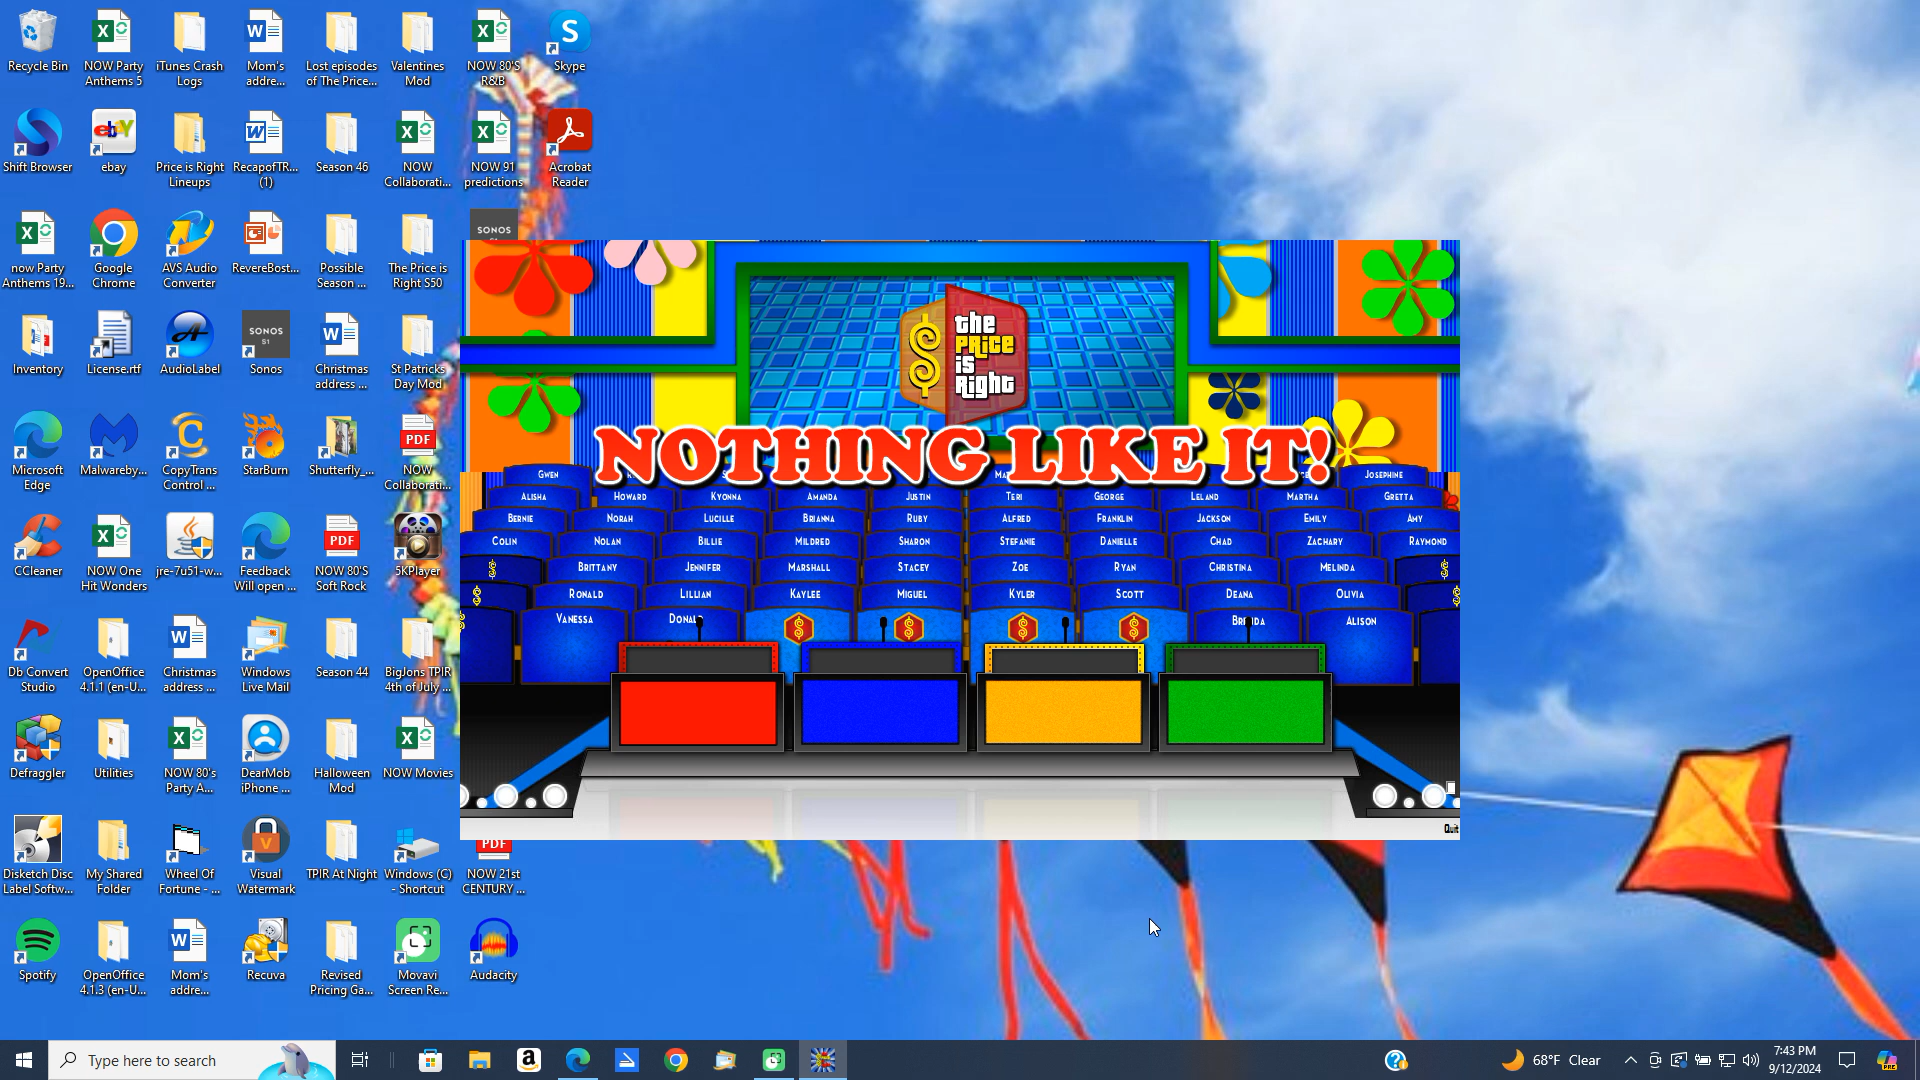 Recycle Bin
NOW Party
Anthems 5
iTunes Crash
Logs
Mom's
addre...
Lost episodes
of The Price...
Valentines
Mod
NOW 80'S
R&B
Skype
Shift Browser
ebay
Price is Right
Lineups
RecapofTR...
(1)
Season 46
NOW
Collaborati...
NOW 91
predictions
Acrobat
Reader
now Party
Anthems 19...
Google
Chrome
AVS Audio
Converter
RevereBost...
Possible
Season ...
The Price is
Right S50
SONOS
Inventory
License.rtf
AudioLabel
SONOS
S1
Sonos
Christmas
address ...
St Patricks
Day Mod
Microsoft
Edge
Malwareby...
CopyTrans
Control ...
StarBurn
Shutterfly_...
PDF
NOW
Collaborati...
CCleaner
NOW One
Hit Wonders
jre-7u51-w...
Feedback
Will open ...
PDF
NOW 80'S
Soft Rock
5KPlayer
Db Convert
Studio
OpenOffice
4.1.1 (en-U...
Christmas
address ...
Windows
Live Mail
Season 44
BigJons TPIR
4th of July ...
Defraggler
Utilities
NOW 80's
Party A...
DearMob
iPhone ...
Halloween
Mod
NOW Movies
Disketch Disc
Label Softw...
My Shared
Folder
Wheel Of
Fortune - ...
Visual
Watermark
TPIR At Night
Windows (C)
- Shortcut
PDF
NOW 21st
CENTURY ...
Spotify
OpenOffice
4.1.3 (en-U...
Mom's
addre...
Recuva
Revised
Pricing Ga...
Movavi
Screen Re...
Audacity
the
PRICE
is
Right
NOTHING LIKE IT!
GWEN JOSEPHINE
ALISHA HOWARD KYONNA AMANDA JUSTIN TERI GEORGE LELAND MARTHA GRETTA
BERNIE NORAH LUCILLE BRIANNA RUBY ALFRED FRANKLIN JACKSON EMILY AMY
COLIN NOLAN BILLIE MILDRED SHARON STEFANIE DANIELLE CHAD ZACHARY RAYMOND
BRITTANY JENNIFER MARSHALL STACEY ZOE RYAN CHRISTINA MELINDA
RONALD LILLIAN KAYLEE MIGUEL KYLER SCOTT DEANA OLIVIA
VANESSA DONALD BRENDA ALISON
Quit
Type here to search
68°F Clear
7:43 PM
9/12/2024